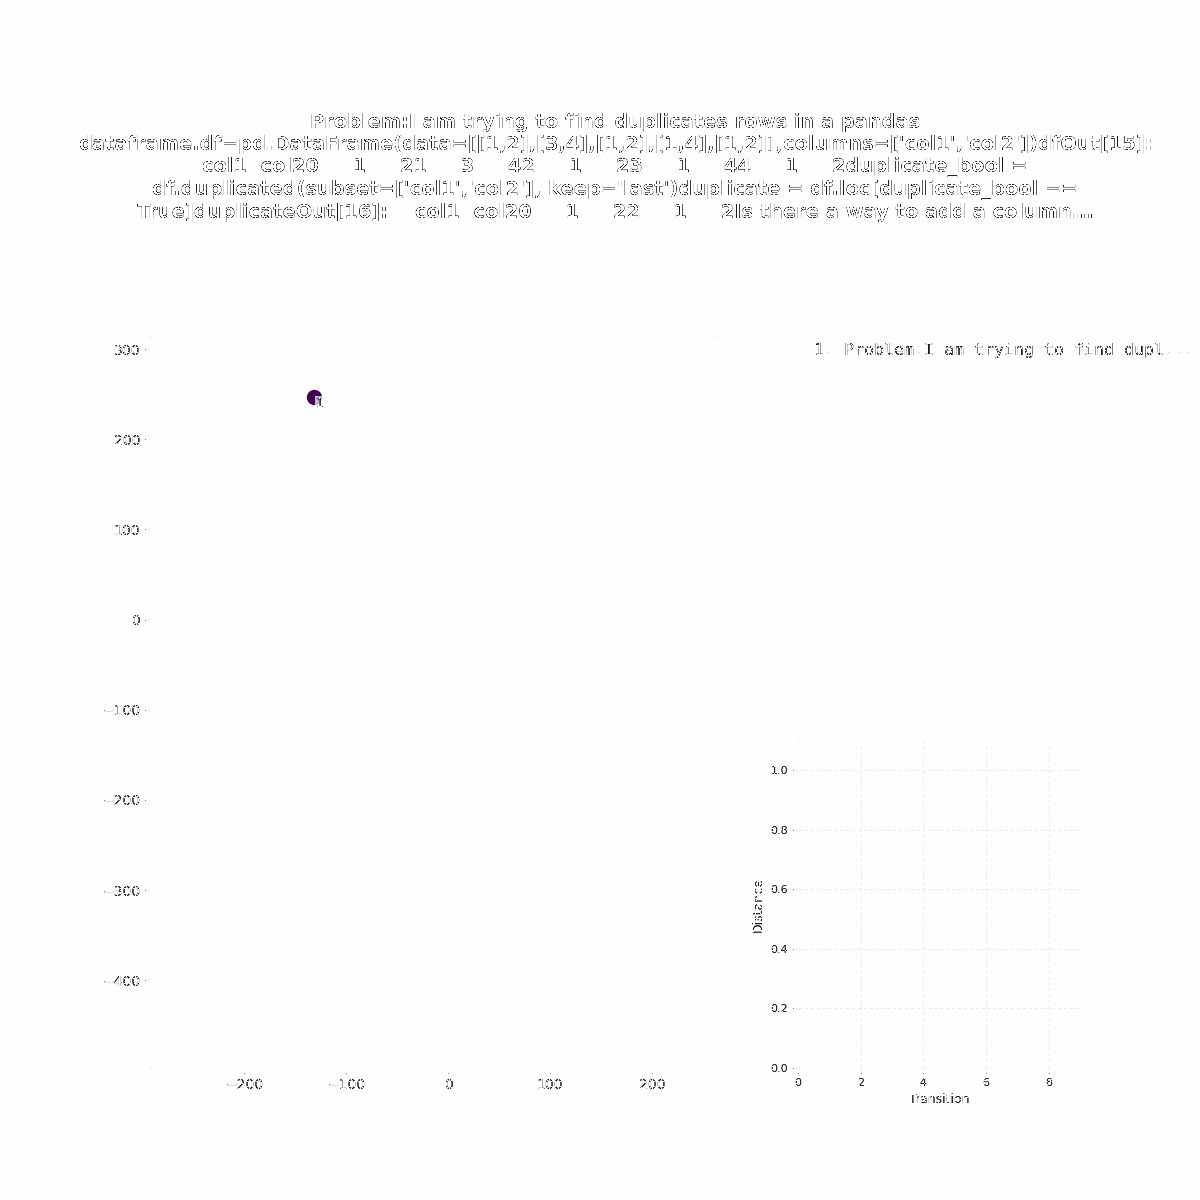 Problem:I am trying to find duplicates rows in a pandas
dataframe.df=pd.DataFrame(data=[[1,2],[3,4],[1,2],[1,4],[1,2]],columns=['col1','col2'])dfOut[15]:
col1 col20 1 21 3 42 1 23 1 44 1 2duplicate_bool =
df.duplicated(subset=['col1','col2'], keep='last')duplicate = df.loc[duplicate_bool ==
True]duplicateOut[16]: col1 col20 1 22 1 2Is there a way to add a column...
300
200
100
0
−100
−200
−300
−400
−200 −100 0 100 200
1
1. Problem:I am trying to find dupl...
1.0
0.8
0.6
0.4
0.2
0.0
0 2 4 6 8
Distance
Transition